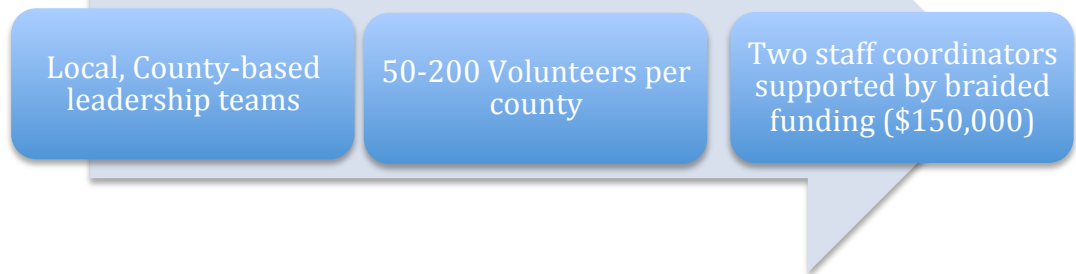 Local, County-based
leadership teams
50-200 Volunteers per
county
Two staff coordinators
supported by braided
funding ($150,000)